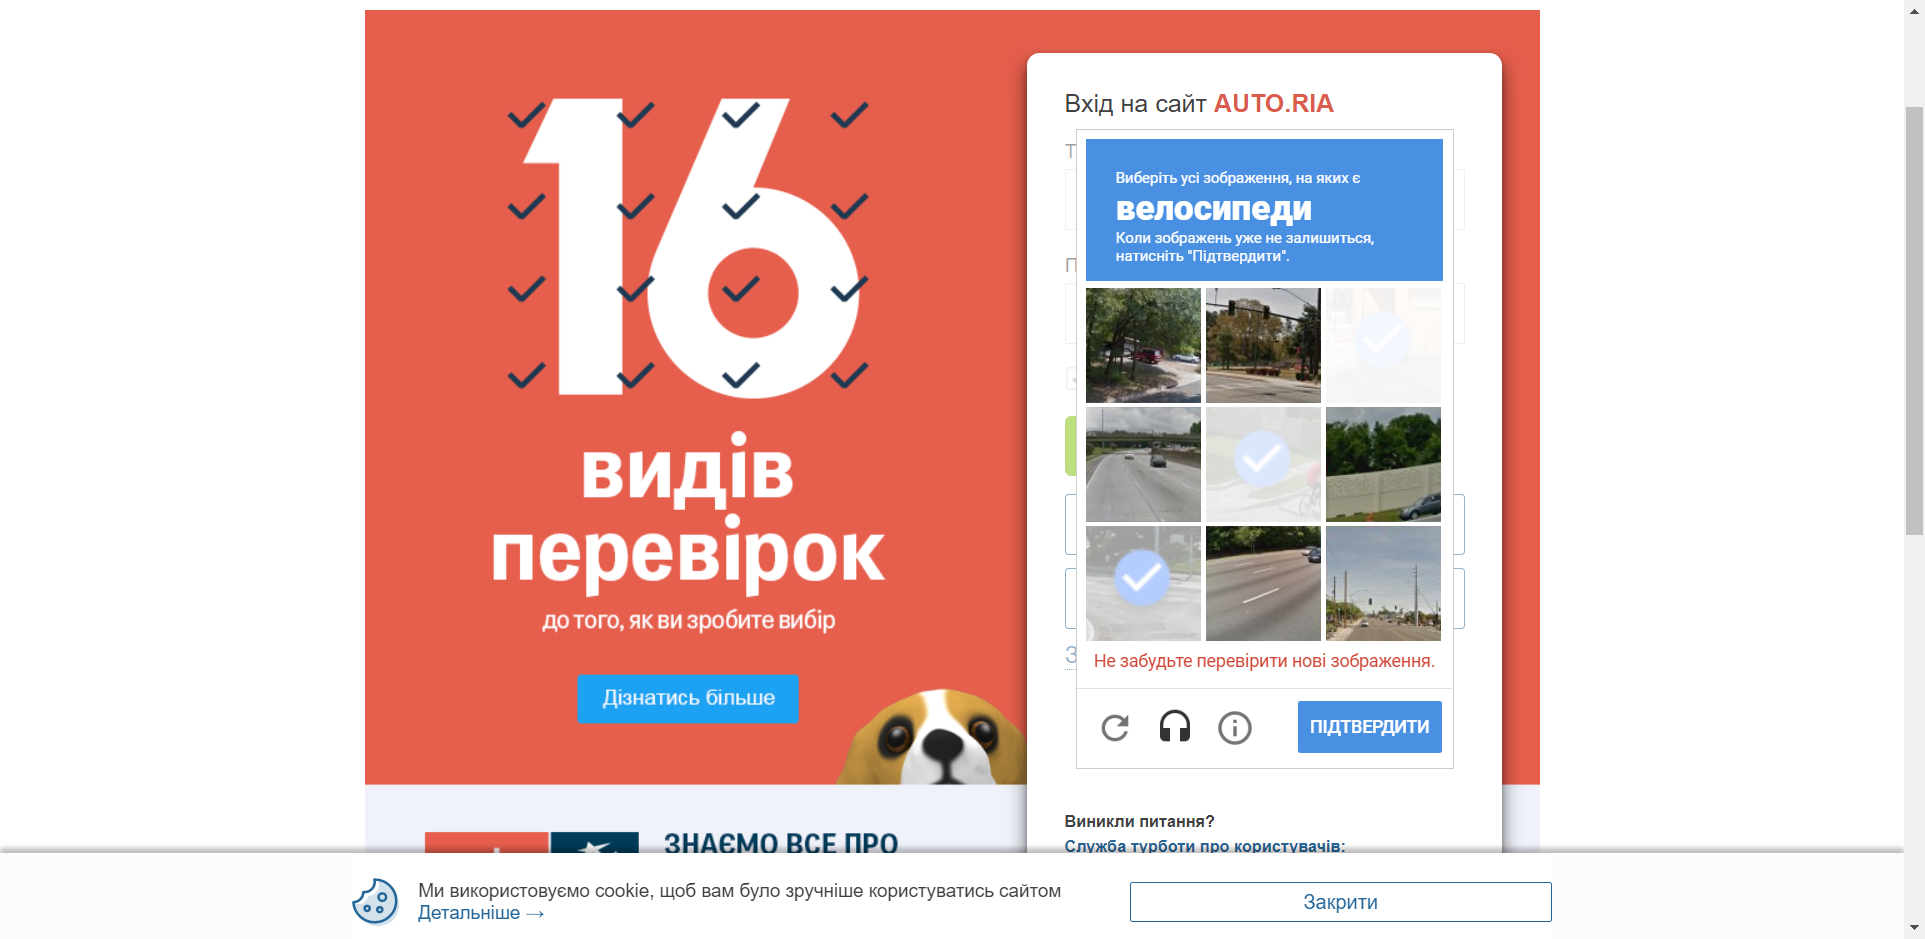 16
видів
перевірок
до того, як ви зробите вибір
Дізнатись більше
ЗНАЄМО ВСЕ ПРО
Вхід на сайт AUTO.RIA
Виберіть усі зображення, на яких є
велосипеди
Коли зображень уже не залишиться,
натисніть "Підтвердити".
Не забудьте перевірити нові зображення.
ПІДТВЕРДИТИ
Виникли питання?
Служба турботи про користувачів:
Ми використовуємо cookie, щоб вам було зручніше користуватись сайтом
Детальніше →
Закрити